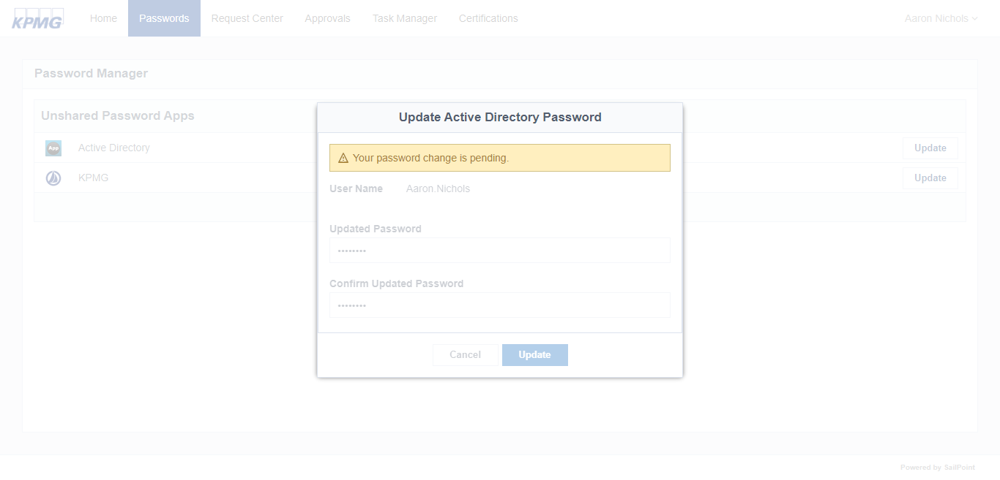 KPMG Home Passwords Request Center Approvals Task Manager Certifications Aaron Nichols
Password Manager
Unshared Password Apps
App Active Directory Update
KPMG Update
Update Active Directory Password
Your password change is pending.
User Name Aaron.Nichols
Updated Password
••••••••
Confirm Updated Password
••••••••
Cancel Update
Powered by SailPoint